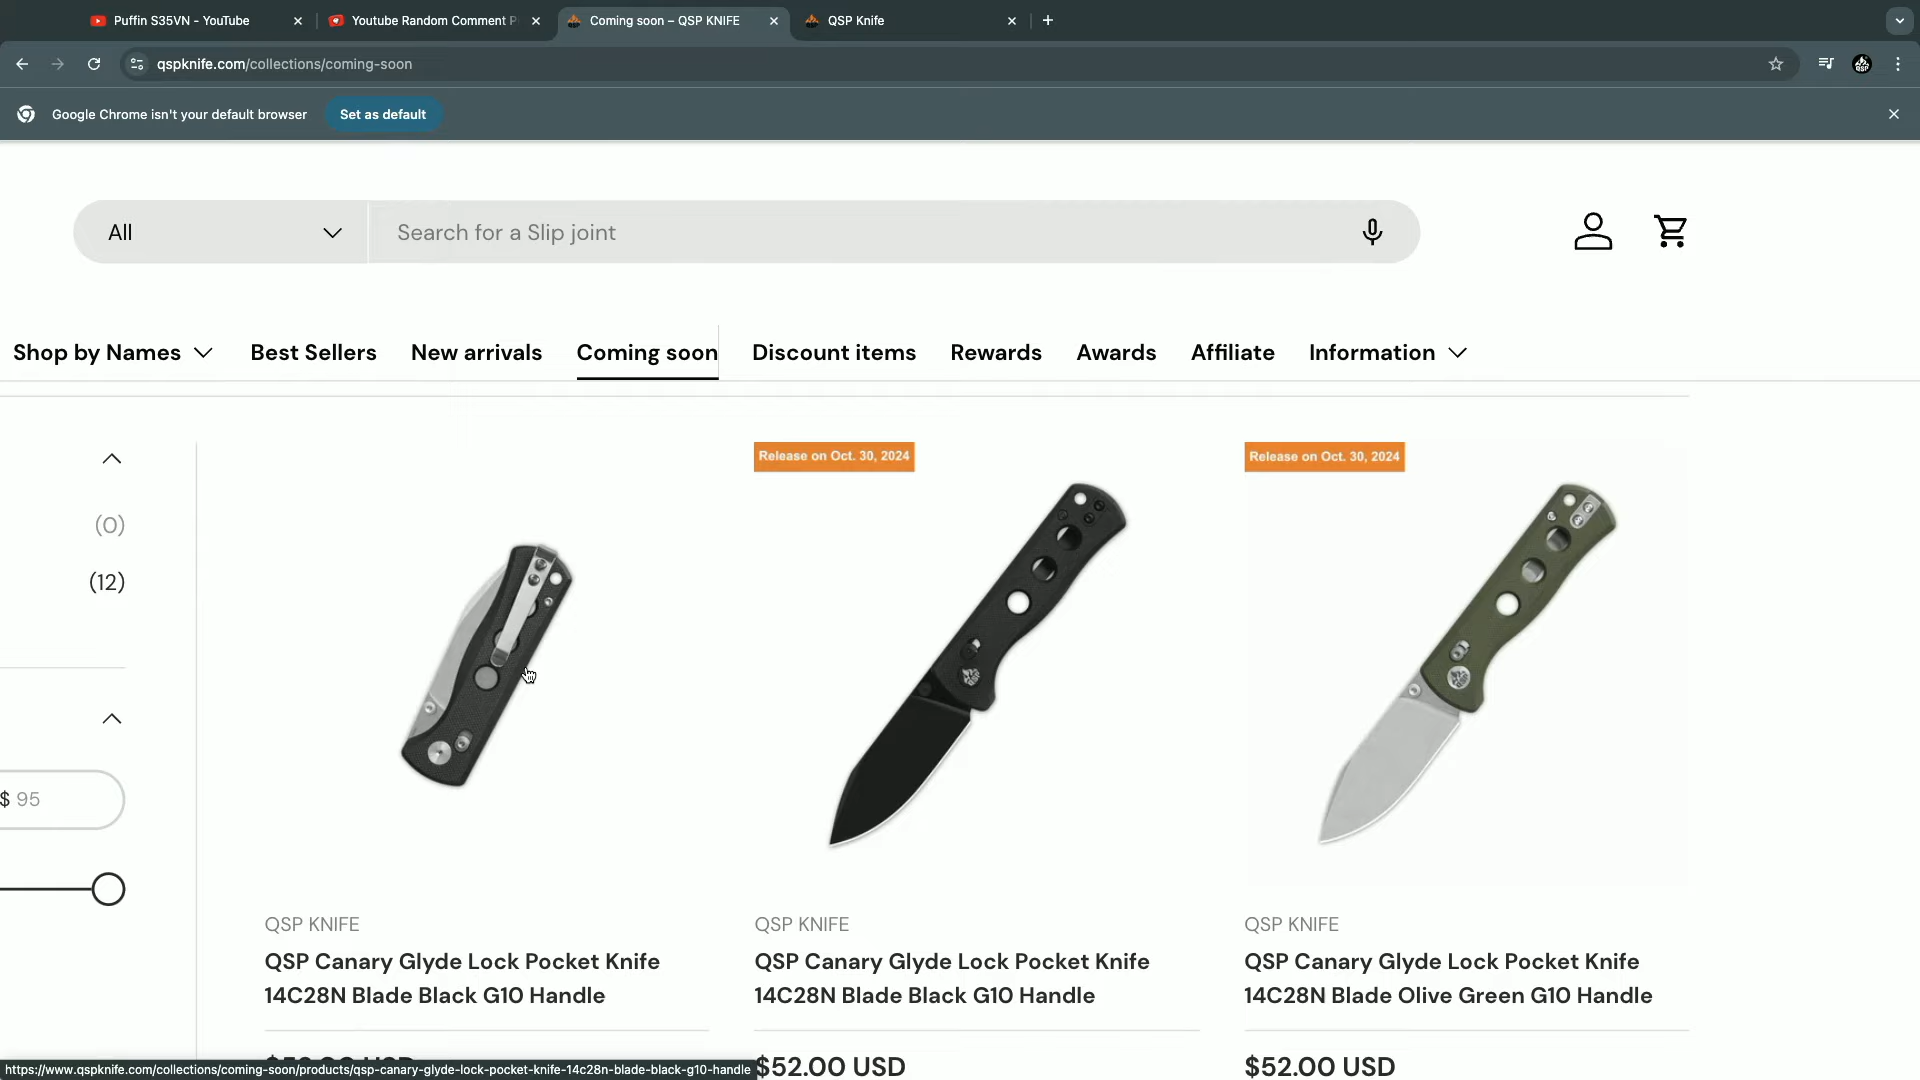 Puffin S35VN - YouTube
Youtube Random Comment P
Coming soon – QSP KNIFE
QSP Knife
qspknife.com/collections/coming-soon
Google Chrome isn't your default browser
Set as default
All
Search for a Slip joint
Shop by Names
Best Sellers
New arrivals
Coming soon
Discount items
Rewards
Awards
Affiliate
Information
(0)
(12)
$ 95
Release on Oct. 30, 2024
Release on Oct. 30, 2024
QSP
QSP
QSP KNIFE
QSP Canary Glyde Lock Pocket Knife
14C28N Blade Black G10 Handle
QSP KNIFE
QSP Canary Glyde Lock Pocket Knife
14C28N Blade Black G10 Handle
$52.00 USD
QSP KNIFE
QSP Canary Glyde Lock Pocket Knife
14C28N Blade Olive Green G10 Handle
$52.00 USD
https://www.qspknife.com/collections/coming-soon/products/qsp-canary-glyde-lock-pocket-knife-14c28n-blade-black-g10-handle